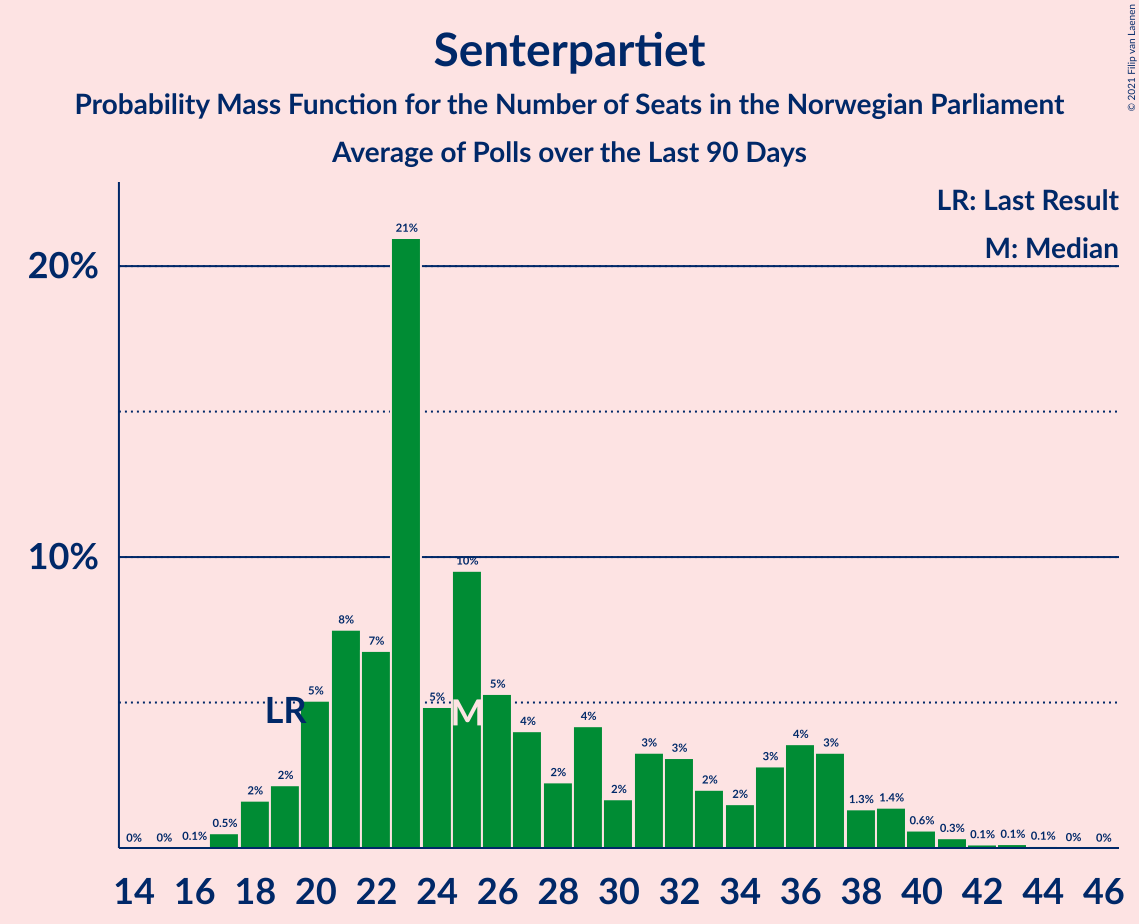 Senterpartiet
Probability Mass Function for the Number of Seats in the Norwegian Parliament
Average of Polls over the Last 90 Days
© 2021 Filip van Laenen
LR: Last Result
M: Median
20%
10%
0% 0% 0.1% 0.5% 2% 2% 5% 8% 7% 21% 5% 10% 5% 4% 2% 4% 2% 3% 3% 2% 2% 3% 4% 3% 1.3% 1.4% 0.6% 0.3% 0.1% 0.1% 0.1% 0% 0%
LR
M
14 16 18 20 22 24 26 28 30 32 34 36 38 40 42 44 46